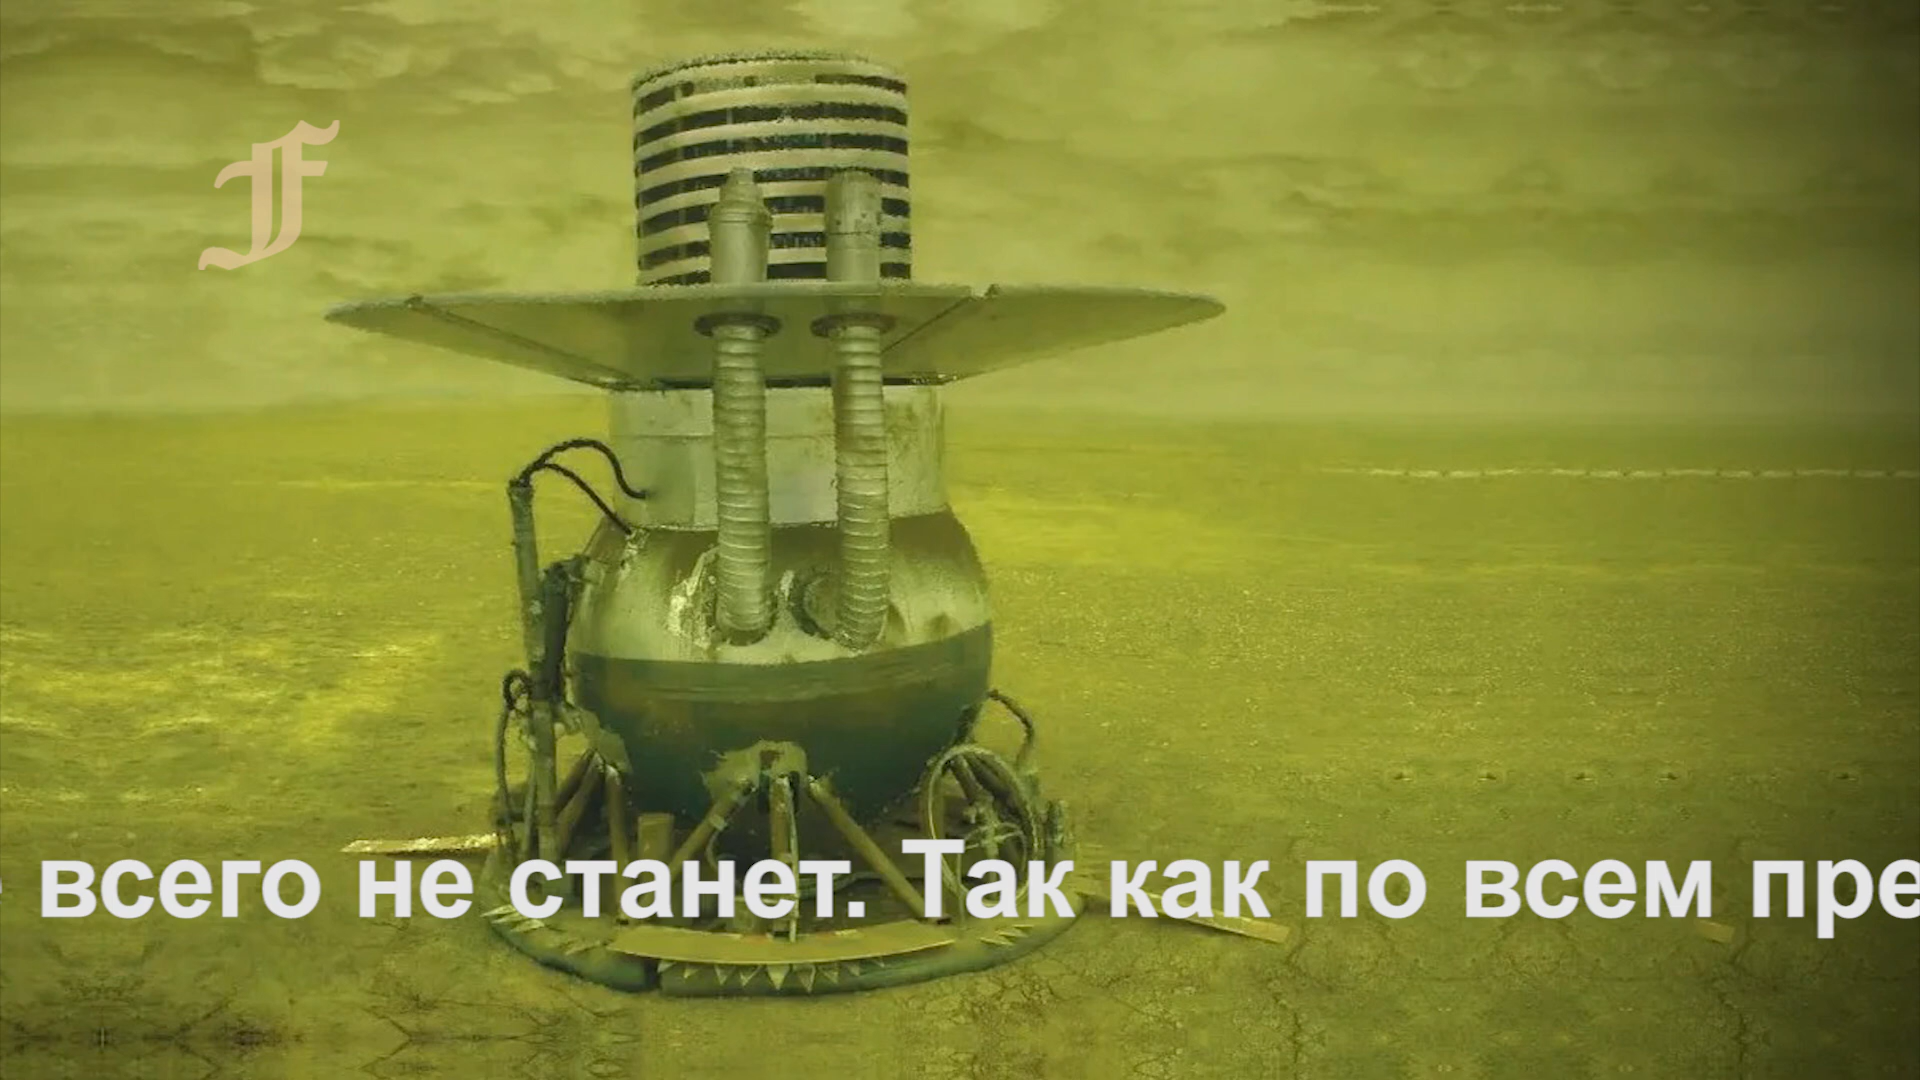 F
всего не станет. Так как по всем пре